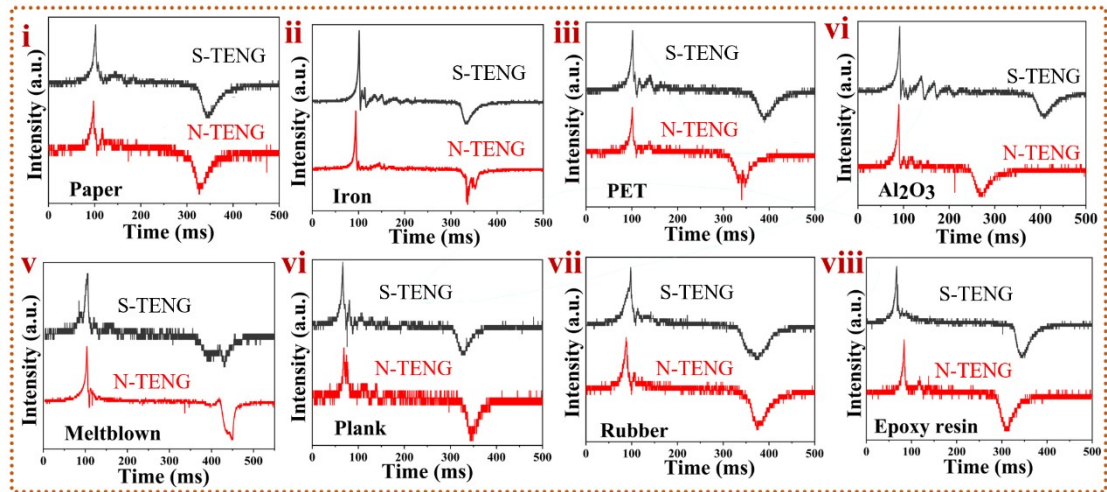 i
Intensity (a.u.)
S-TENG
N-TENG
Paper
0 100 200 300 400 500
Time (ms)
ii
Intensity (a.u.)
S-TENG
N-TENG
Iron
0 100 200 300 400 500
Time (ms)
iii
Intensity (a.u.)
S-TENG
N-TENG
PET
0 100 200 300 400 500
Time (ms)
vi
Intensity (a.u.)
S-TENG
N-TENG
Al2O3
0 100 200 300 400 500
Time (ms)
v
Intensity (a.u.)
S-TENG
N-TENG
Meltblown
0 100 200 300 400 500
Time (ms)
vi
Intensity (a.u.)
S-TENG
N-TENG
Plank
0 100 200 300 400 500
Time (ms)
vii
Intensity (a.u.)
S-TENG
N-TENG
Rubber
0 100 200 300 400 500
Time (ms)
viii
Intensity (a.u.)
S-TENG
N-TENG
Epoxy resin
0 100 200 300 400 500
Time (ms)